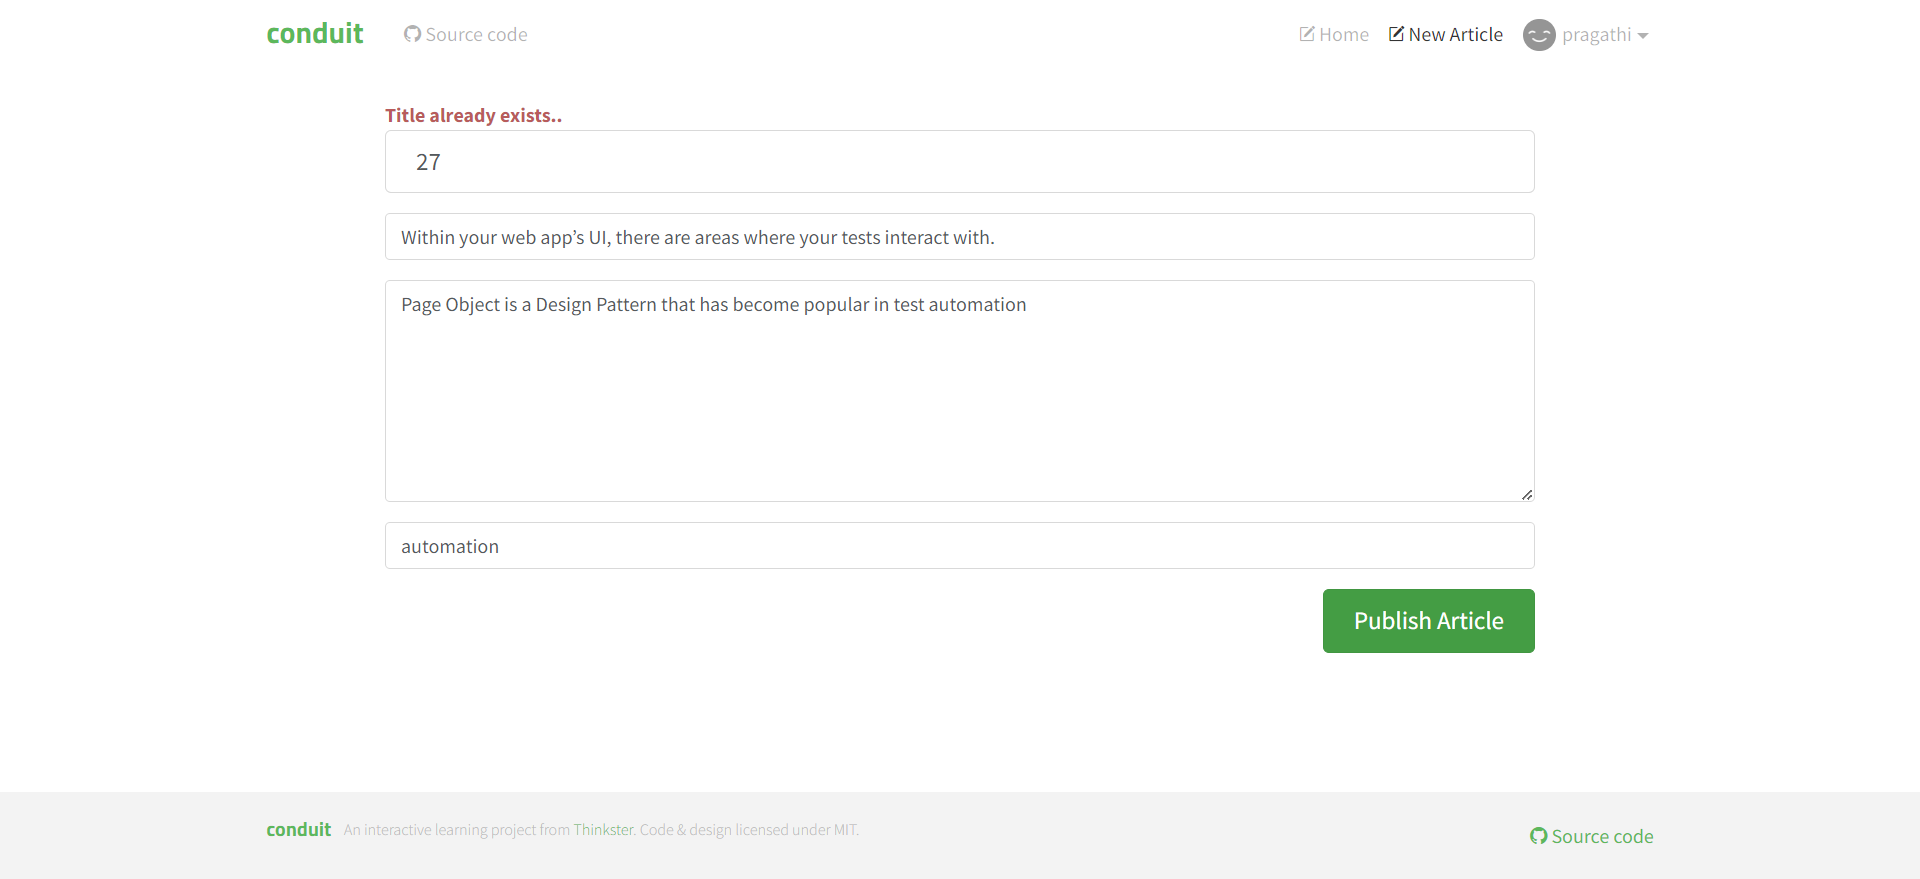 conduit Source code Home New Article pragathi
Title already exists..
27
Within your web app’s UI, there are areas where your tests interact with.
Page Object is a Design Pattern that has become popular in test automation
automation
Publish Article
conduit An interactive learning project from Thinkster. Code & design licensed under MIT.
Source code